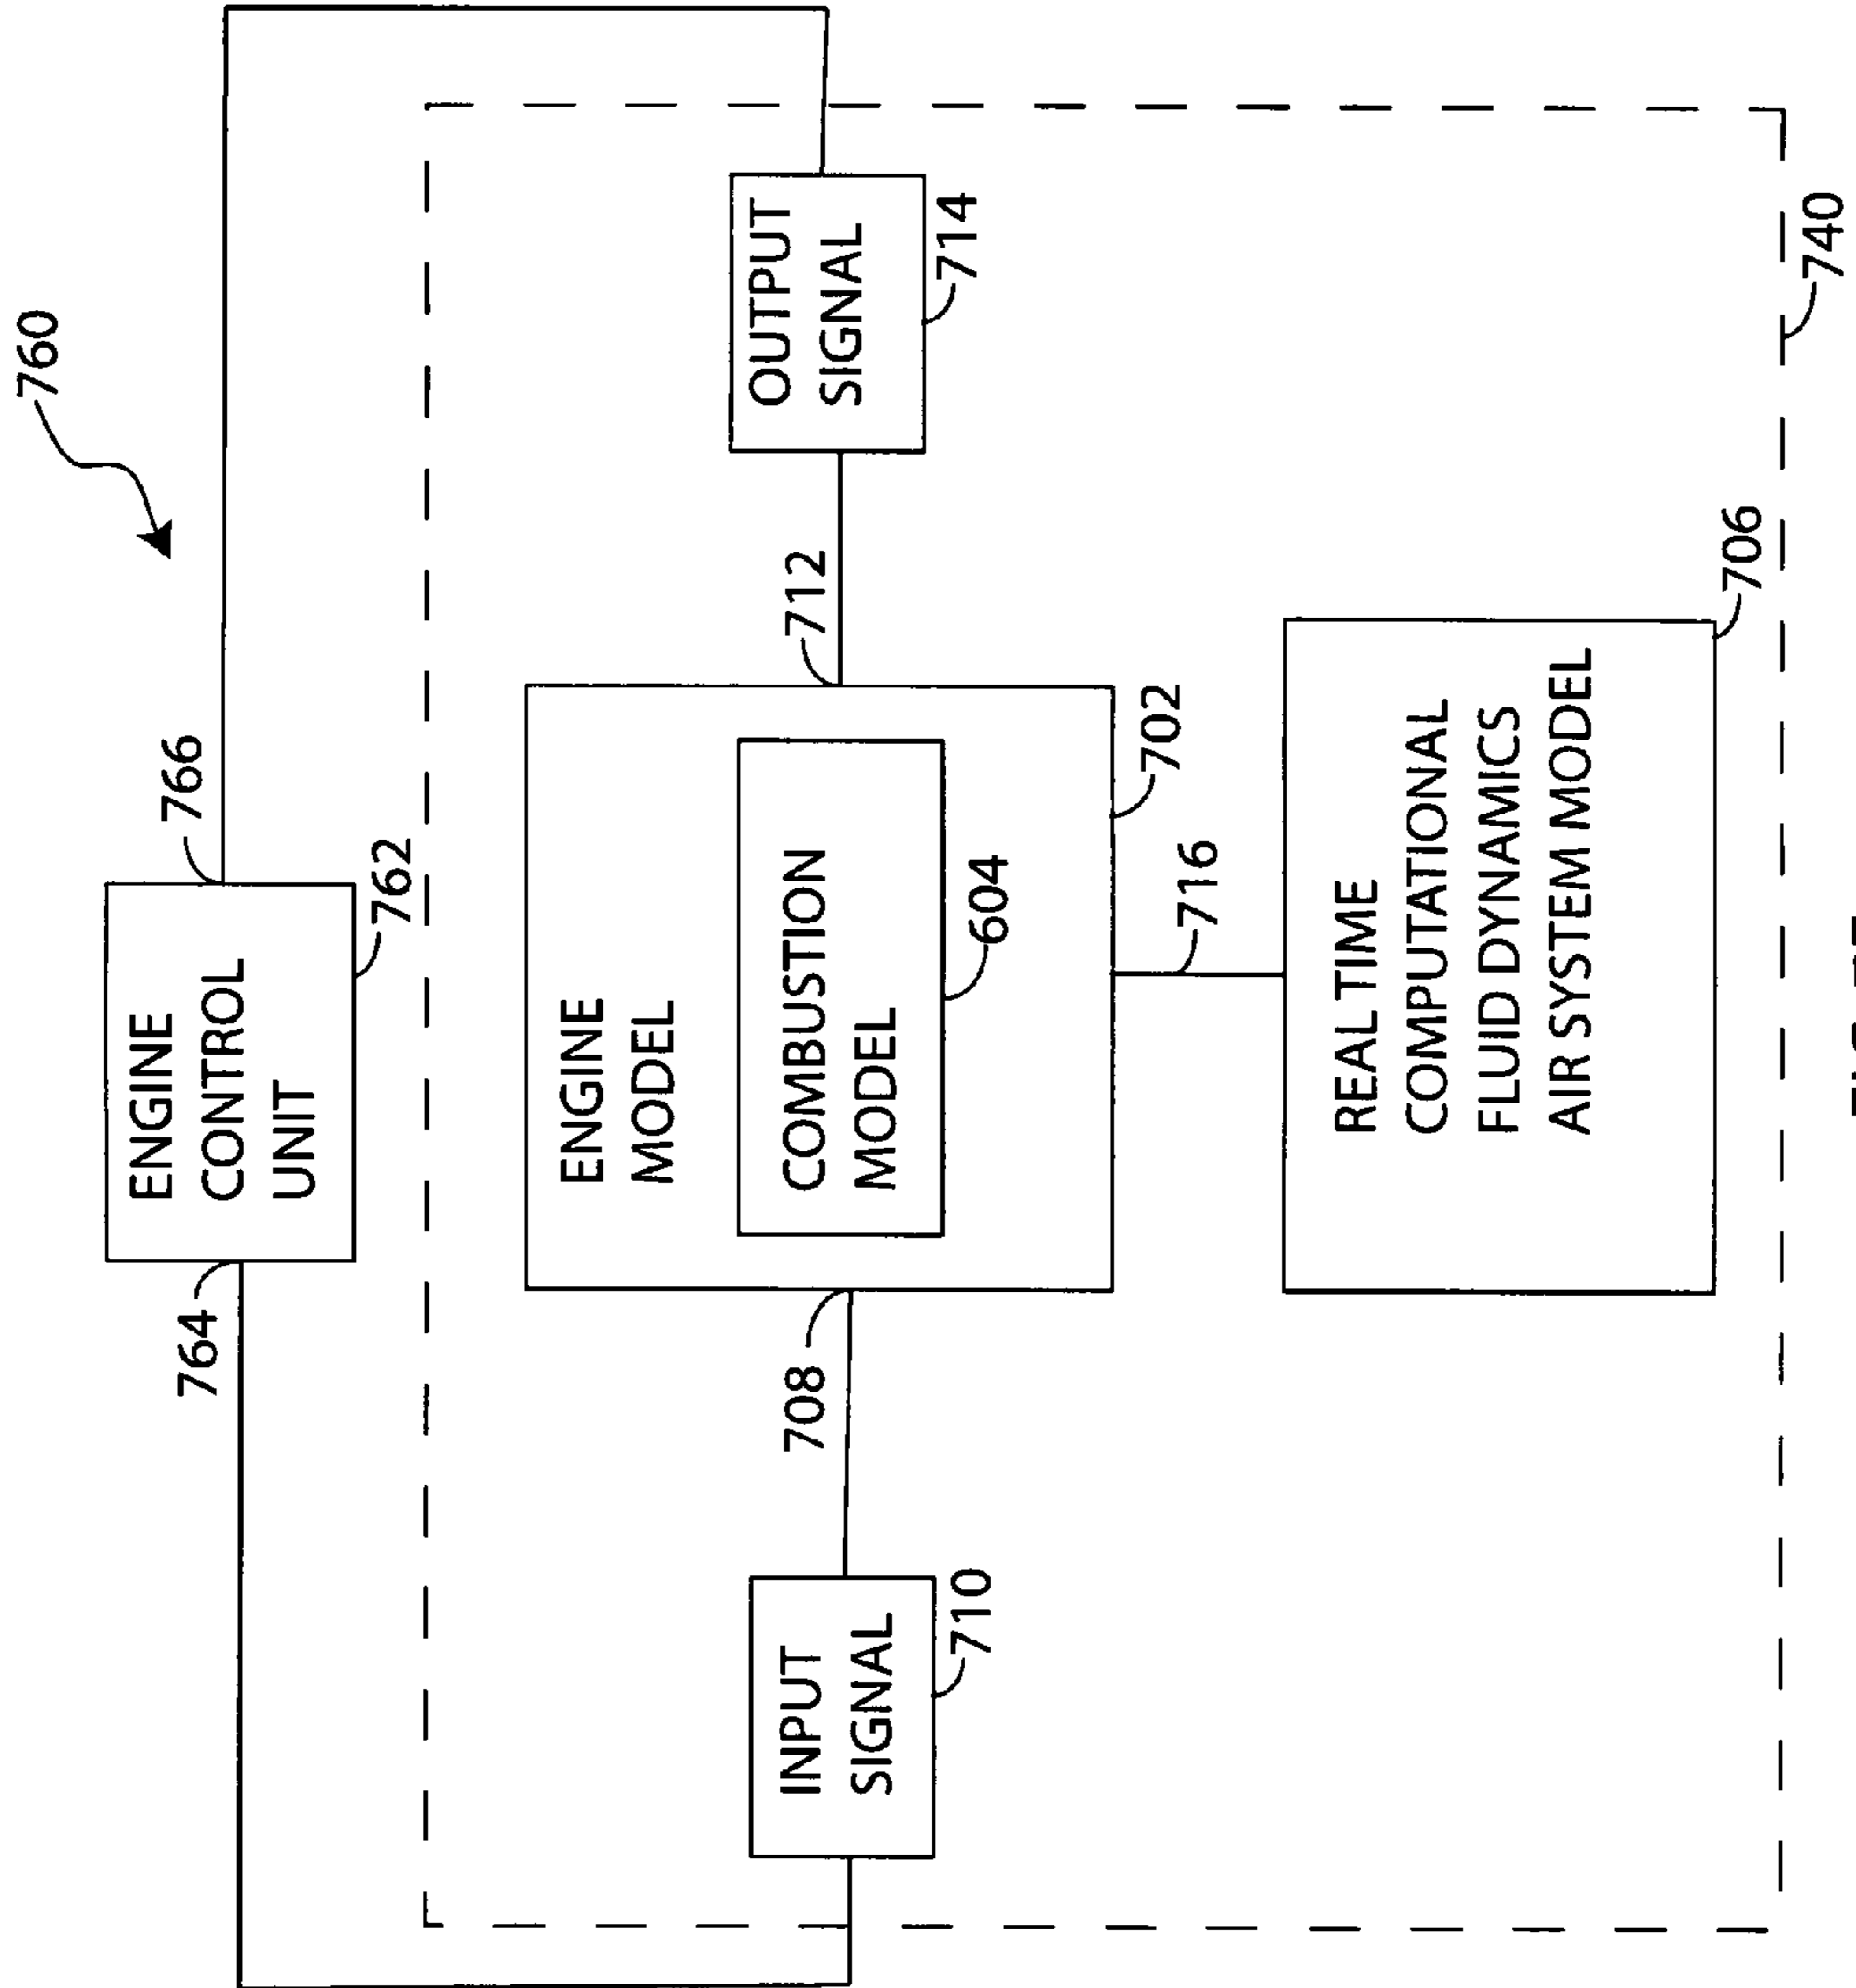 760
764
766
ENGINE
CONTROL
UNIT
762
ENGINE
MODEL
COMBUSTION
MODEL
604
702
708
712
INPUT
SIGNAL
710
OUTPUT
SIGNAL
714
716
REAL TIME
COMPUTATIONAL
FLUID DYNAMICS
AIR SYSTEM MODEL
706
740